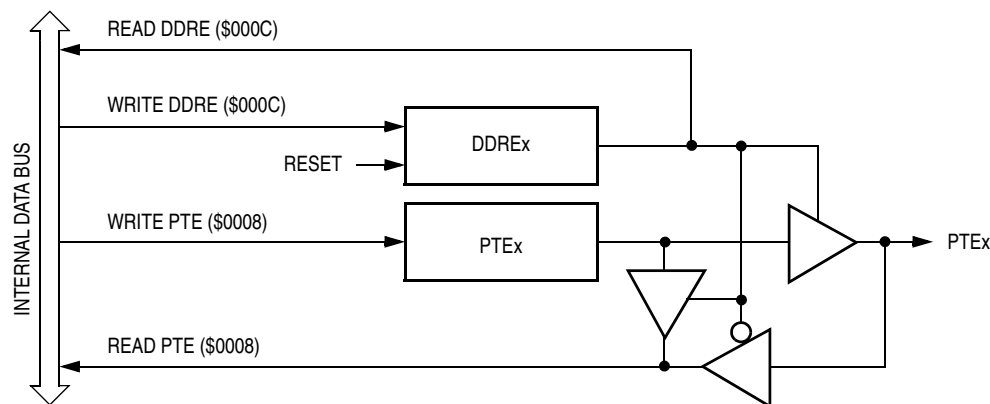 READ DDRE ($000C)
WRITE DDRE ($000C)
DDREx
RESET
INTERNAL DATA BUS
WRITE PTE ($0008)
PTEx
PTEx
READ PTE ($0008)